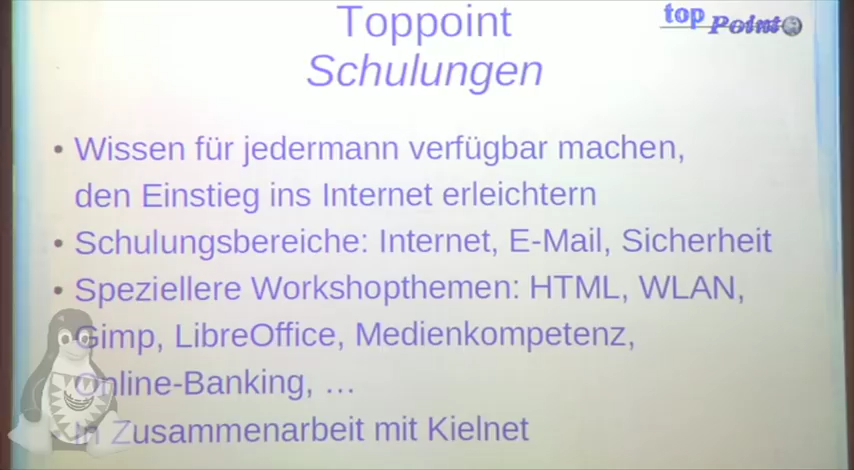 Toppoint
top Point
Schulungen
• Wissen für jedermann verfügbar machen,
den Einstieg ins Internet erleichtern
• Schulungsbereiche: Internet, E-Mail, Sicherheit
• Speziellere Workshopthemen: HTML, WLAN,
Gimp, LibreOffice, Medienkompetenz,
Online-Banking, …
In Zusammenarbeit mit Kielnet